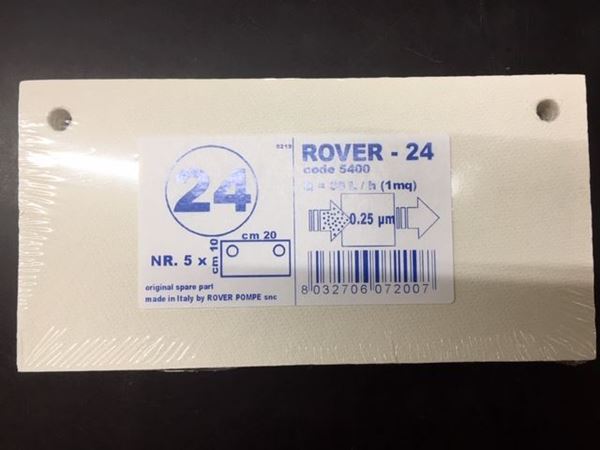 24
0219
NR. 5 x
cm 10
cm 20
original spare part
made in Italy by ROVER POMPE snc
ROVER - 24
code 5400
= L / h (1mq)
0.25 µm
8 032706 072007